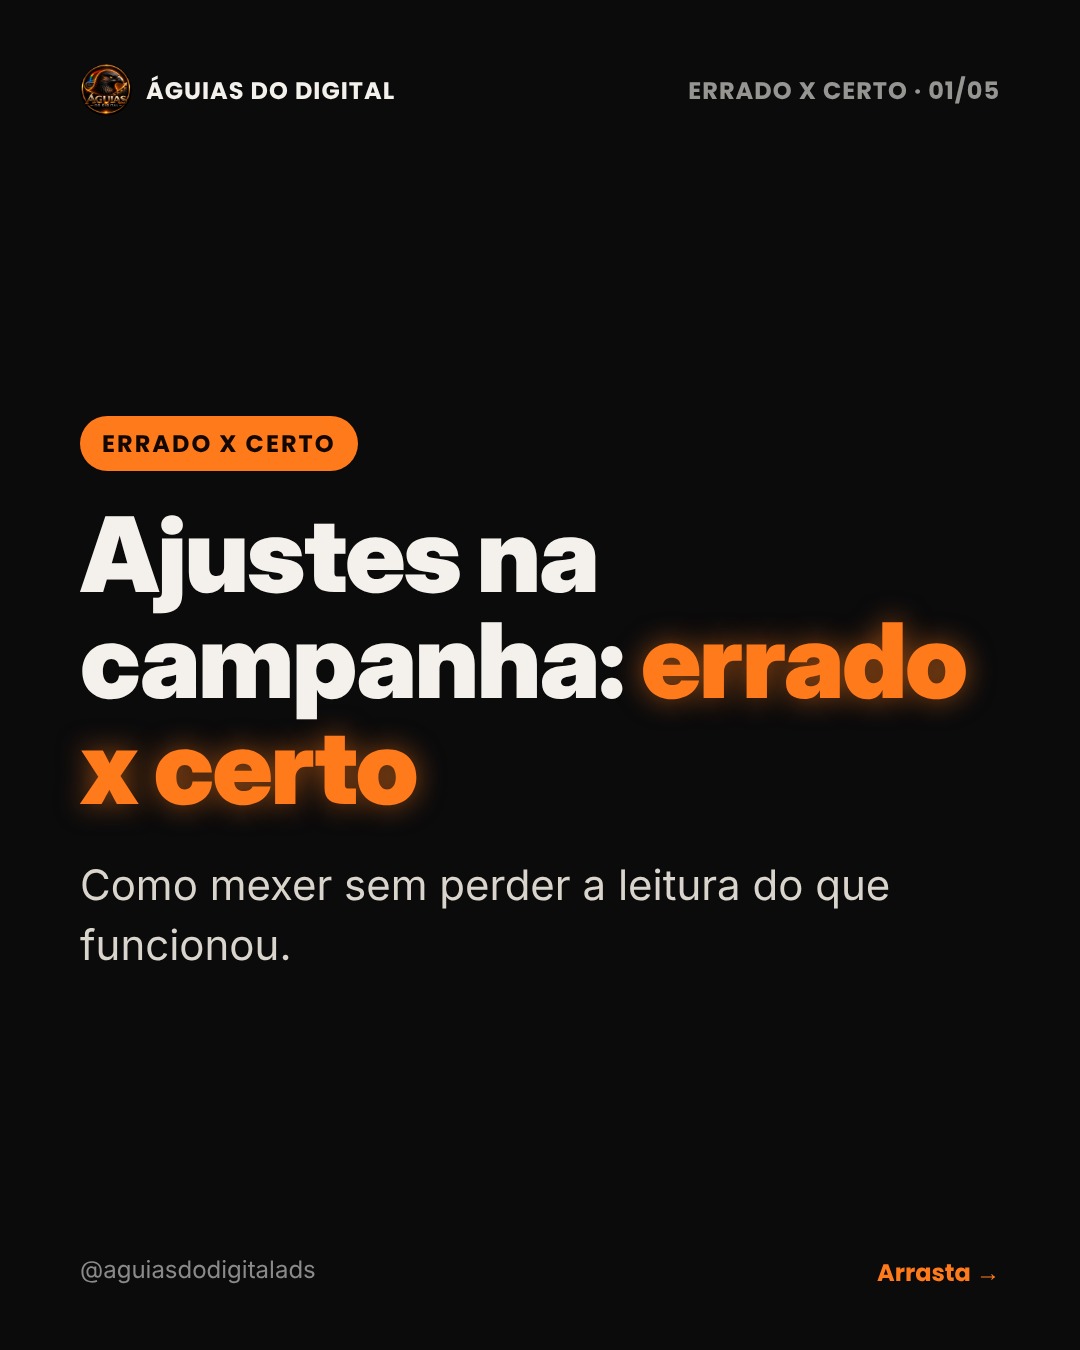 ÁGUIAS DO DIGITAL
ERRADO X CERTO · 01/05
ERRADO X CERTO
Ajustes na
campanha: errado
x certo
Como mexer sem perder a leitura do que
funcionou.
@aguiasdodigitalads
Arrasta →